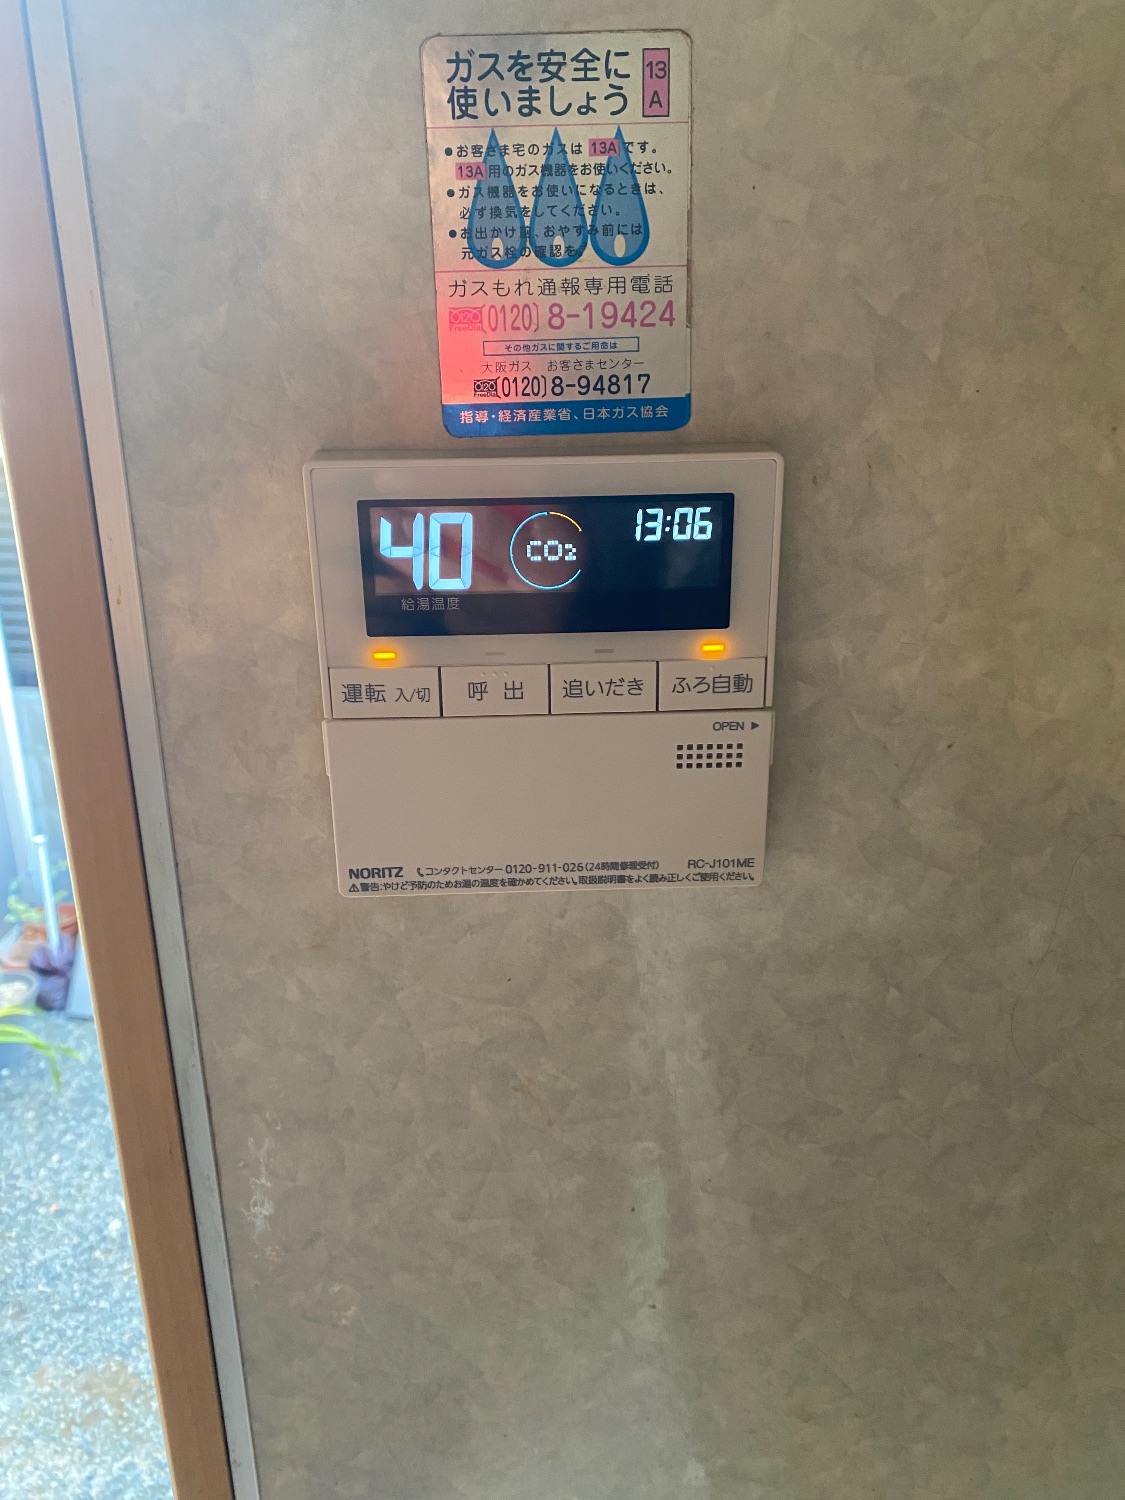 ガスを安全に
使いましょう
13
A
●お客さま宅のガスは 13A です。
13A 用のガス機器をお使いください。
●ガス機器をお使いになるときは、
必ず換気をしてください。
●お出かけ前、おやすみ前には
元ガス栓の確認を。
ガスもれ通報専用電話
0120 FreeDial (0120) 8-19424
その他ガスに関するご用命は
大阪ガス お客さまセンター
0120 FreeDial (0120) 8-94817
指導・経済産業省、日本ガス協会
40 CO2 13:06
給湯温度
運転 入/切 呼出 追いだき ふろ自動
OPEN ▶
NORITZ コンタクトセンター 0120-911-026(24時間修理受付) RC-J101ME
⚠警告:やけど予防のためお湯の温度を確かめてください。取扱説明書をよく読み正しくご使用ください。